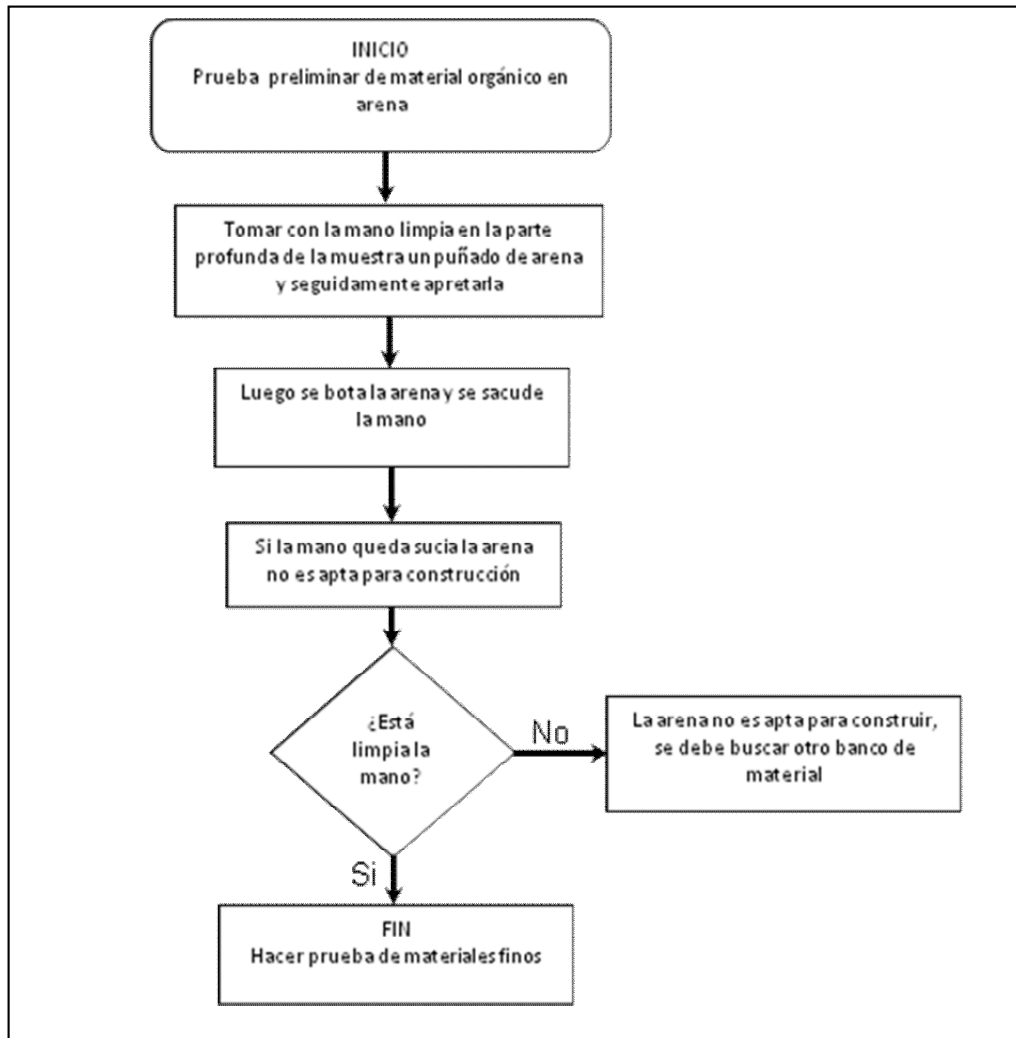 INICIO
Prueba preliminar de material orgánico en
arena
Tomar con la mano limpia en la parte
profunda de la muestra un puñado de arena
y seguidamente apretarla
Luego se bota la arena y se sacude
la mano
Si la mano queda sucia la arena
no es apta para construcción
¿Está
limpia la
mano?
No
La arena no es apta para construir,
se debe buscar otro banco de
material
Si
FIN
Hacer prueba de materiales finos